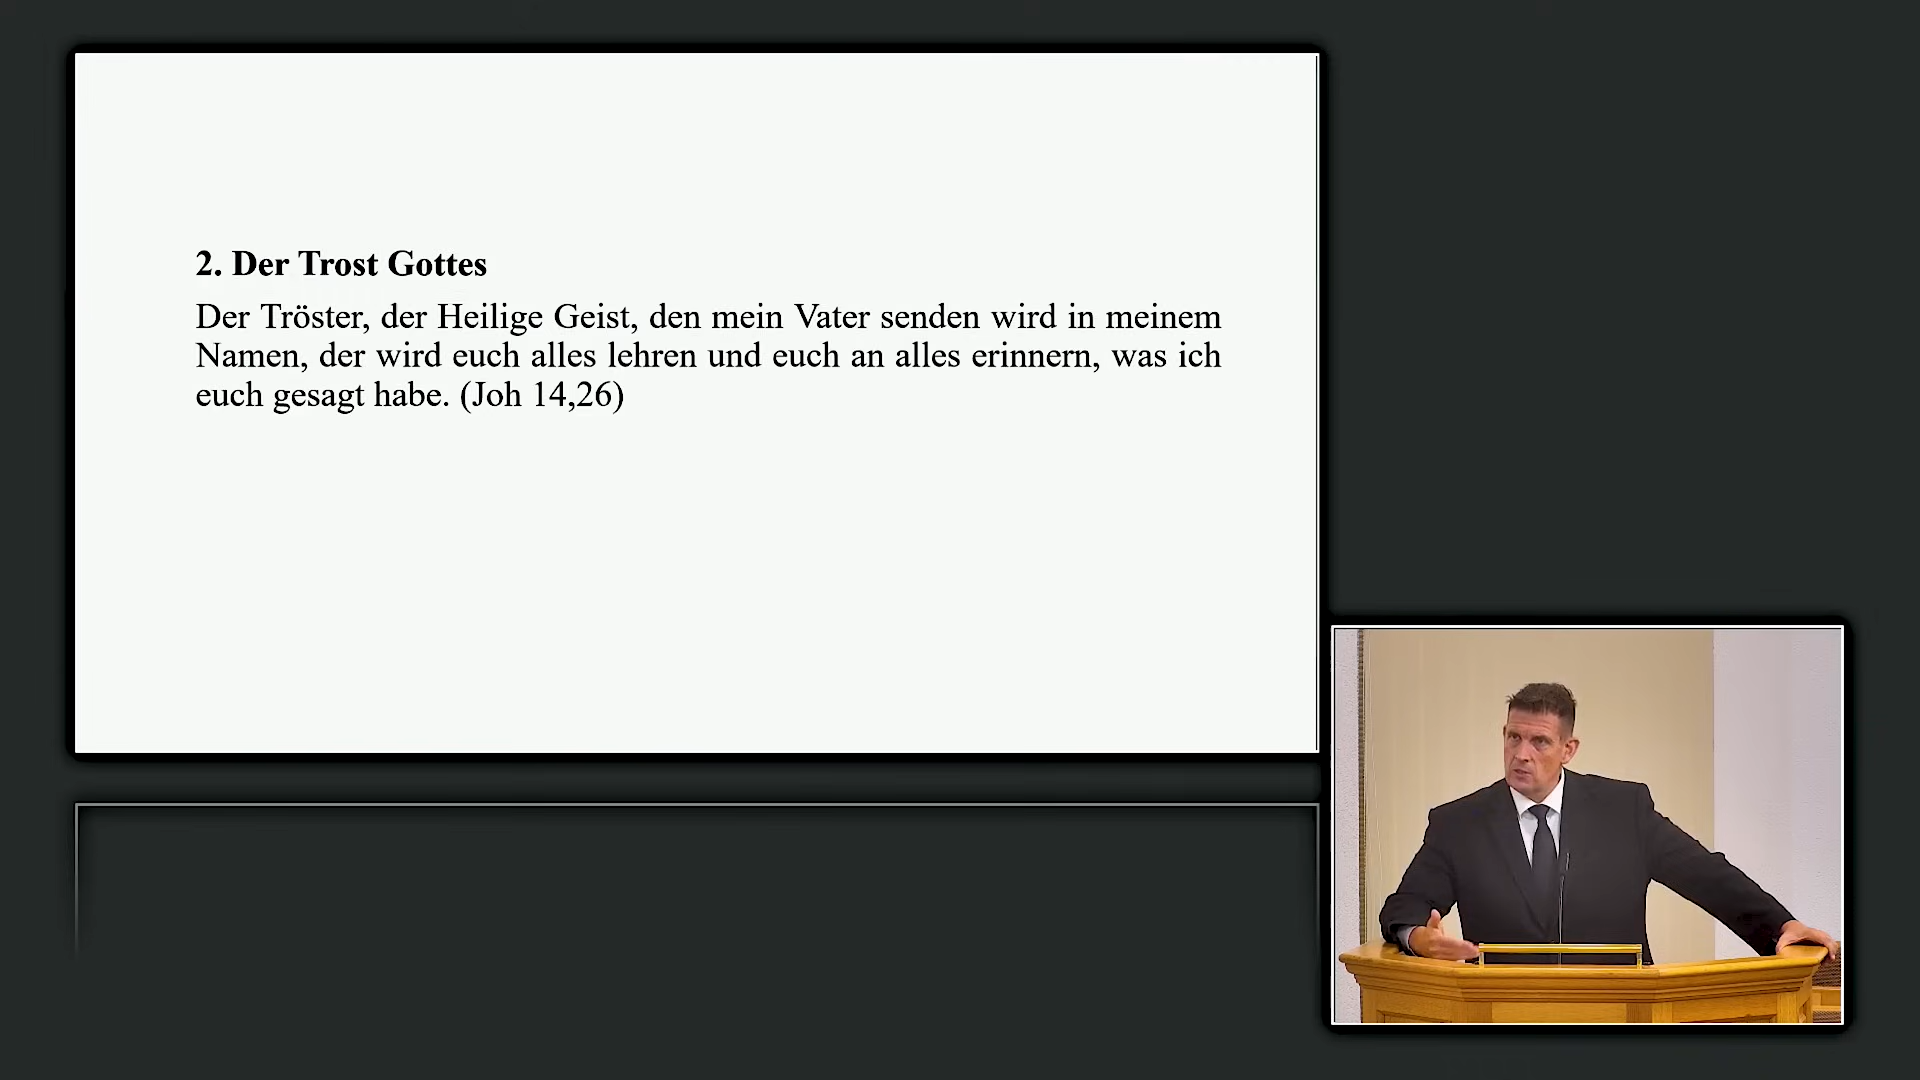 2. Der Trost Gottes
Der Tröster, der Heilige Geist, den mein Vater senden wird in meinem
Namen, der wird euch alles lehren und euch an alles erinnern, was ich
euch gesagt habe. (Joh 14,26)